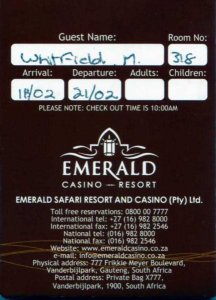 Guest Name: Room No:
Whitfield. M. 318
Arrival: Departure: Adults: Children:
18/02 21/02
PLEASE NOTE: CHECK OUT TIME IS 10:00AM
EMERALD
CASINO RESORT
EMERALD SAFARI RESORT AND CASINO (Pty) Ltd.
Toll free reservations: 0800 00 7777
International tel: +27 (16) 982 8000
International fax: +27 (16) 982 2546
National tel: (016) 982 8000
National fax: (016) 982 2546
Website: www.emeraldcasino.co.za
e-mail: info@emeraldcasino.co.za
Physical address: 777 Frikkie Meyer Boulevard,
Vanderbijlpark, Gauteng, South Africa
Postal address: Private Bag X777,
Vanderbijlpark, 1900, South Africa